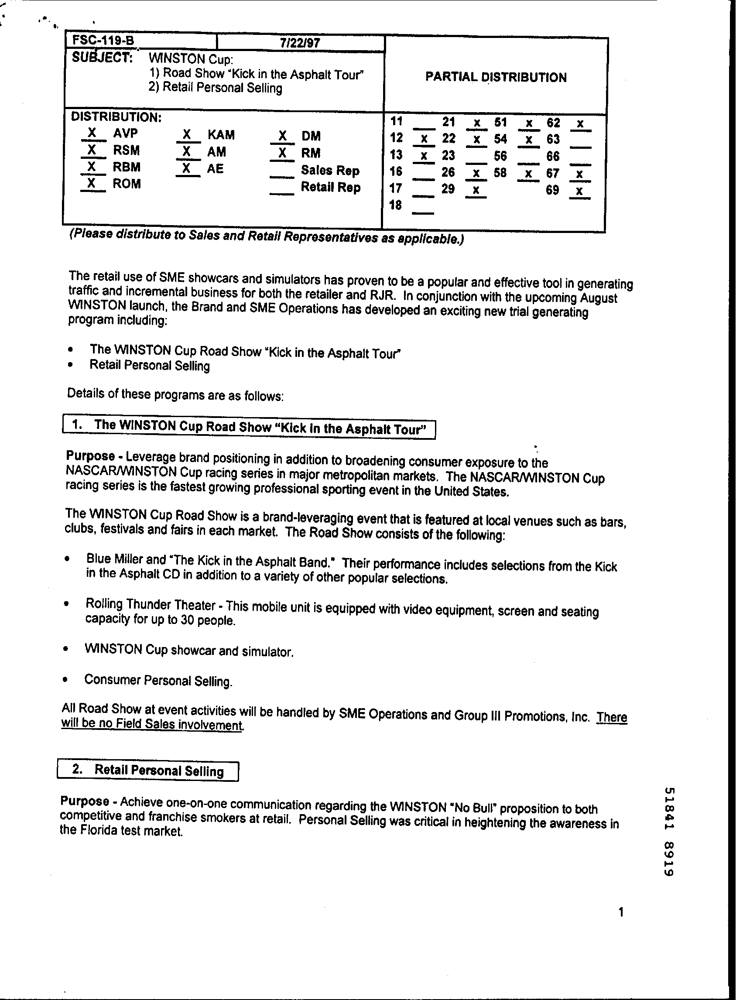 FSC-119-B 7/22/97
SUBJECT: WINSTON Cup:
1) Road Show "Kick in the Asphalt Tour"
2) Retail Personal Selling
PARTIAL DISTRIBUTION
DISTRIBUTION:
X AVP X KAM X DM
X RSM X AM X RM
X RBM X AE ___ Sales Rep
X ROM ___ Retail Rep
11 ___ 21 x 51 x 62 x
12 x 22 x 54 x 63 ___
13 x 23 ___ 56 ___ 66 ___
16 ___ 26 x 58 x 67 x
17 ___ 29 x 69 x
18 ___
(Please distribute to Sales and Retail Representatives as applicable.)
The retail use of SME showcars and simulators has proven to be a popular and effective tool in generating
traffic and incremental business for both the retailer and RJR. In conjunction with the upcoming August
WINSTON launch, the Brand and SME Operations has developed an exciting new trial generating
program including:
• The WINSTON Cup Road Show "Kick in the Asphalt Tour"
• Retail Personal Selling
Details of these programs are as follows:
1. The WINSTON Cup Road Show "Kick In the Asphalt Tour"
Purpose - Leverage brand positioning in addition to broadening consumer exposure to the
NASCAR/WINSTON Cup racing series in major metropolitan markets. The NASCAR/WINSTON Cup
racing series is the fastest growing professional sporting event in the United States.
The WINSTON Cup Road Show is a brand-leveraging event that is featured at local venues such as bars,
clubs, festivals and fairs in each market. The Road Show consists of the following:
• Blue Miller and "The Kick in the Asphalt Band." Their performance includes selections from the Kick
in the Asphalt CD in addition to a variety of other popular selections.
• Rolling Thunder Theater - This mobile unit is equipped with video equipment, screen and seating
capacity for up to 30 people.
• WINSTON Cup showcar and simulator.
• Consumer Personal Selling.
All Road Show at event activities will be handled by SME Operations and Group III Promotions, Inc. There
will be no Field Sales involvement.
2. Retail Personal Selling
Purpose - Achieve one-on-one communication regarding the WINSTON "No Bull" proposition to both
competitive and franchise smokers at retail. Personal Selling was critical in heightening the awareness in
the Florida test market.
51841 8919
1